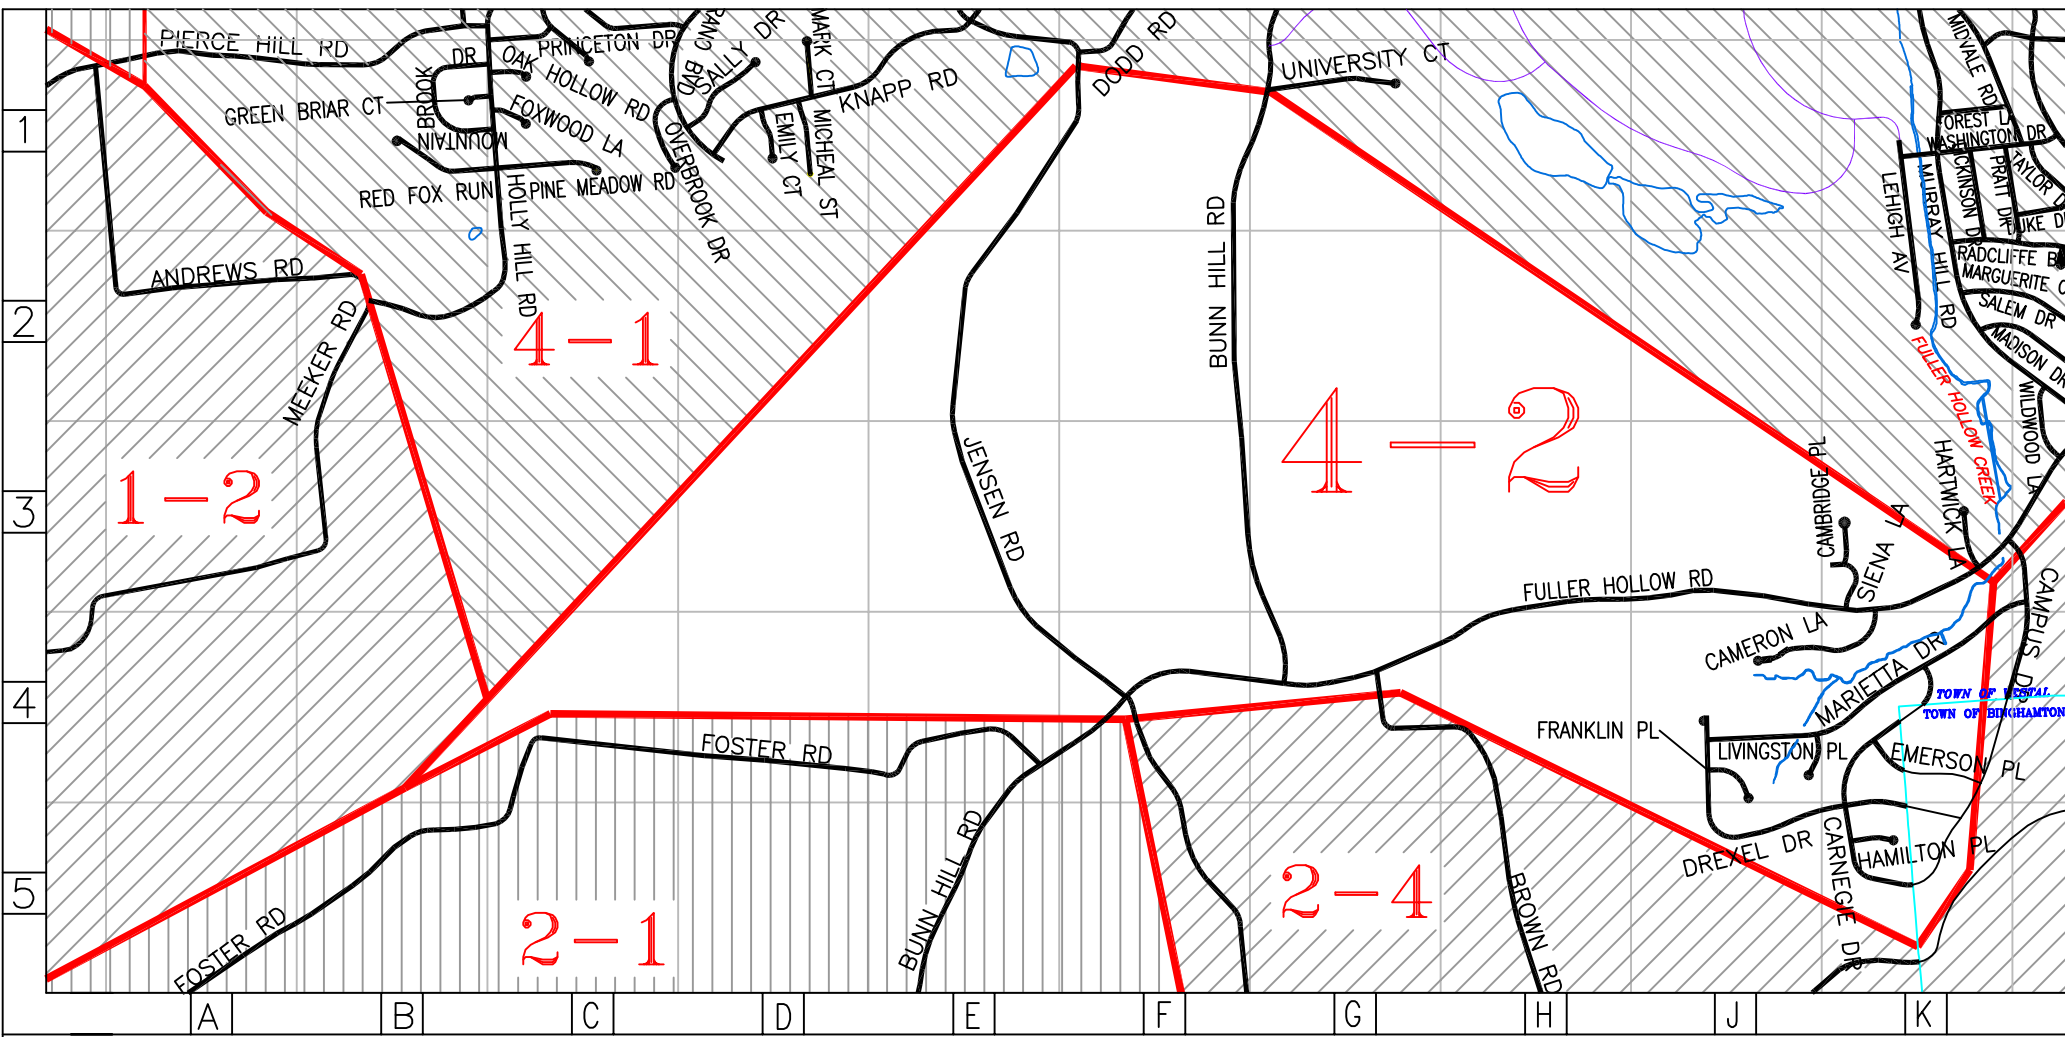 PIERCE HILL RD
DR
BROOK
MOUNTAIN
GREEN BRIAR CT
OAK HOLLOW RD
PRINCETON DR
FOXWOOD LA
RED FOX RUN
PINE MEADOW RD
HOLLY HILL RD
SALLY DR
OVERBROOK DR
MARK CT
KNAPP RD
EMILY CT
MICHEAL ST
DODD RD
UNIVERSITY CT
MIDVALE RD
WASHINGTON DR
PRATT DR
LEHIGH AV
MURRAY HILL RD
SALEM DR
MADISON DR
WILDWOOD LA
FULLER HOLLOW CREEK
HARTWICK LA
ANDREWS RD
MEEKER RD
4-1
BUNN HILL RD
4-2
1-2
JENSEN RD
CAMBRIDGE PL
SIENA LA
FULLER HOLLOW RD
CAMERON LA
CAMPUS DR
MARIETTA DR
TOWN OF VESTAL
TOWN OF BINGHAMTON
FRANKLIN PL
LIVINGSTON PL
EMERSON PL
FOSTER RD
DREXEL DR
CARNEGIE DR
HAMILTON PL
BUNN HILL RD
2-4
BROWN RD
2-1
FOSTER RD
1
2
3
4
5
A B C D E F G H J K